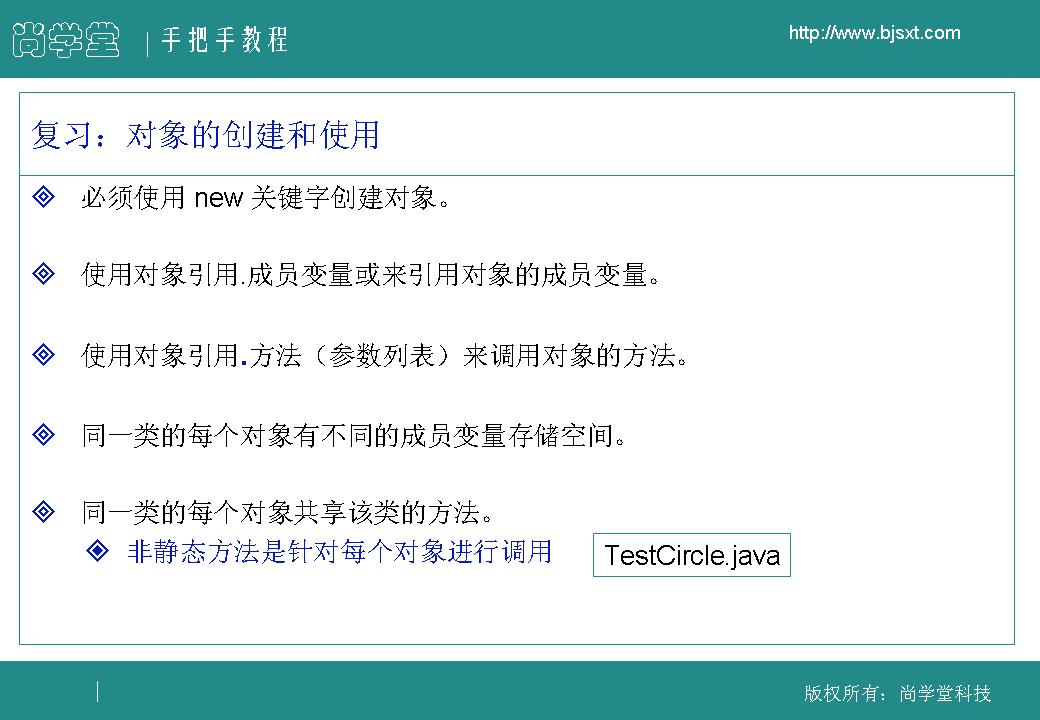 尚学堂 | 手把手教程
http://www.bjsxt.com
复习：对象的创建和使用
必须使用 new 关键字创建对象。
使用对象引用.成员变量或来引用对象的成员变量。
使用对象引用.方法（参数列表）来调用对象的方法。
同一类的每个对象有不同的成员变量存储空间。
同一类的每个对象共享该类的方法。
非静态方法是针对每个对象进行调用
TestCircle.java
版权所有：尚学堂科技